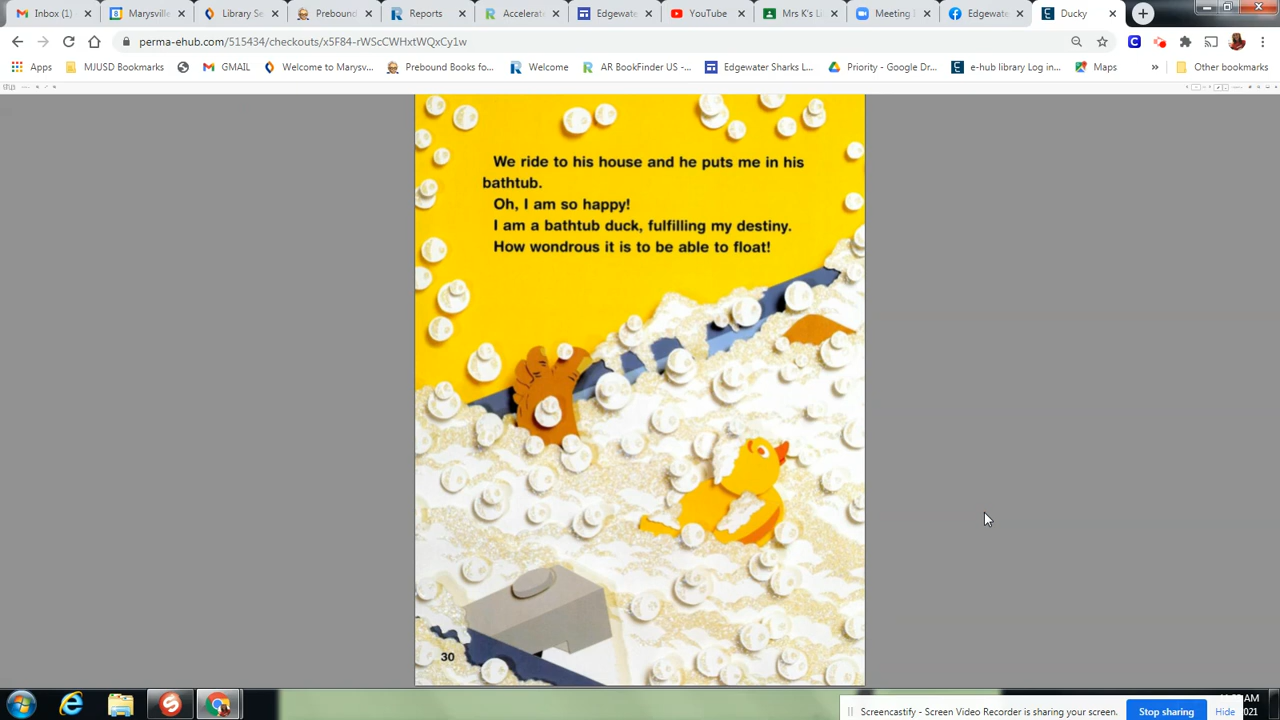 Inbox (1)
Marysville
Library Se
Prebound
Reports
Accelera
Edgewate
YouTube
Mrs K's Li
Meeting I
Edgewate
Ducky
perma-ehub.com/515434/checkouts/x5F84-rWScCWHxtWQxCy1w
Apps
MJUSD Bookmarks
GMAIL
Welcome to Marysv...
Prebound Books fo...
Welcome
AR BookFinder US -...
Edgewater Sharks L...
Priority - Google Dr...
e-hub library Log in...
Maps
»
Other bookmarks
We ride to his house and he puts me in his
bathtub.
Oh, I am so happy!
I am a bathtub duck, fulfilling my destiny.
How wondrous it is to be able to float!
30
Screencastify - Screen Video Recorder is sharing your screen.
Stop sharing
Hide